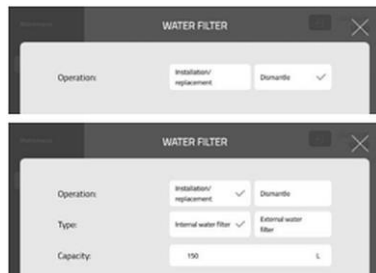 WATER FILTER
Operation:
Installation/
replacement
Dismantle
WATER FILTER
Operation:
Installation/
replacement
Dismantle
Type:
Internal water filter
External water
filter
Capacity:
150
L